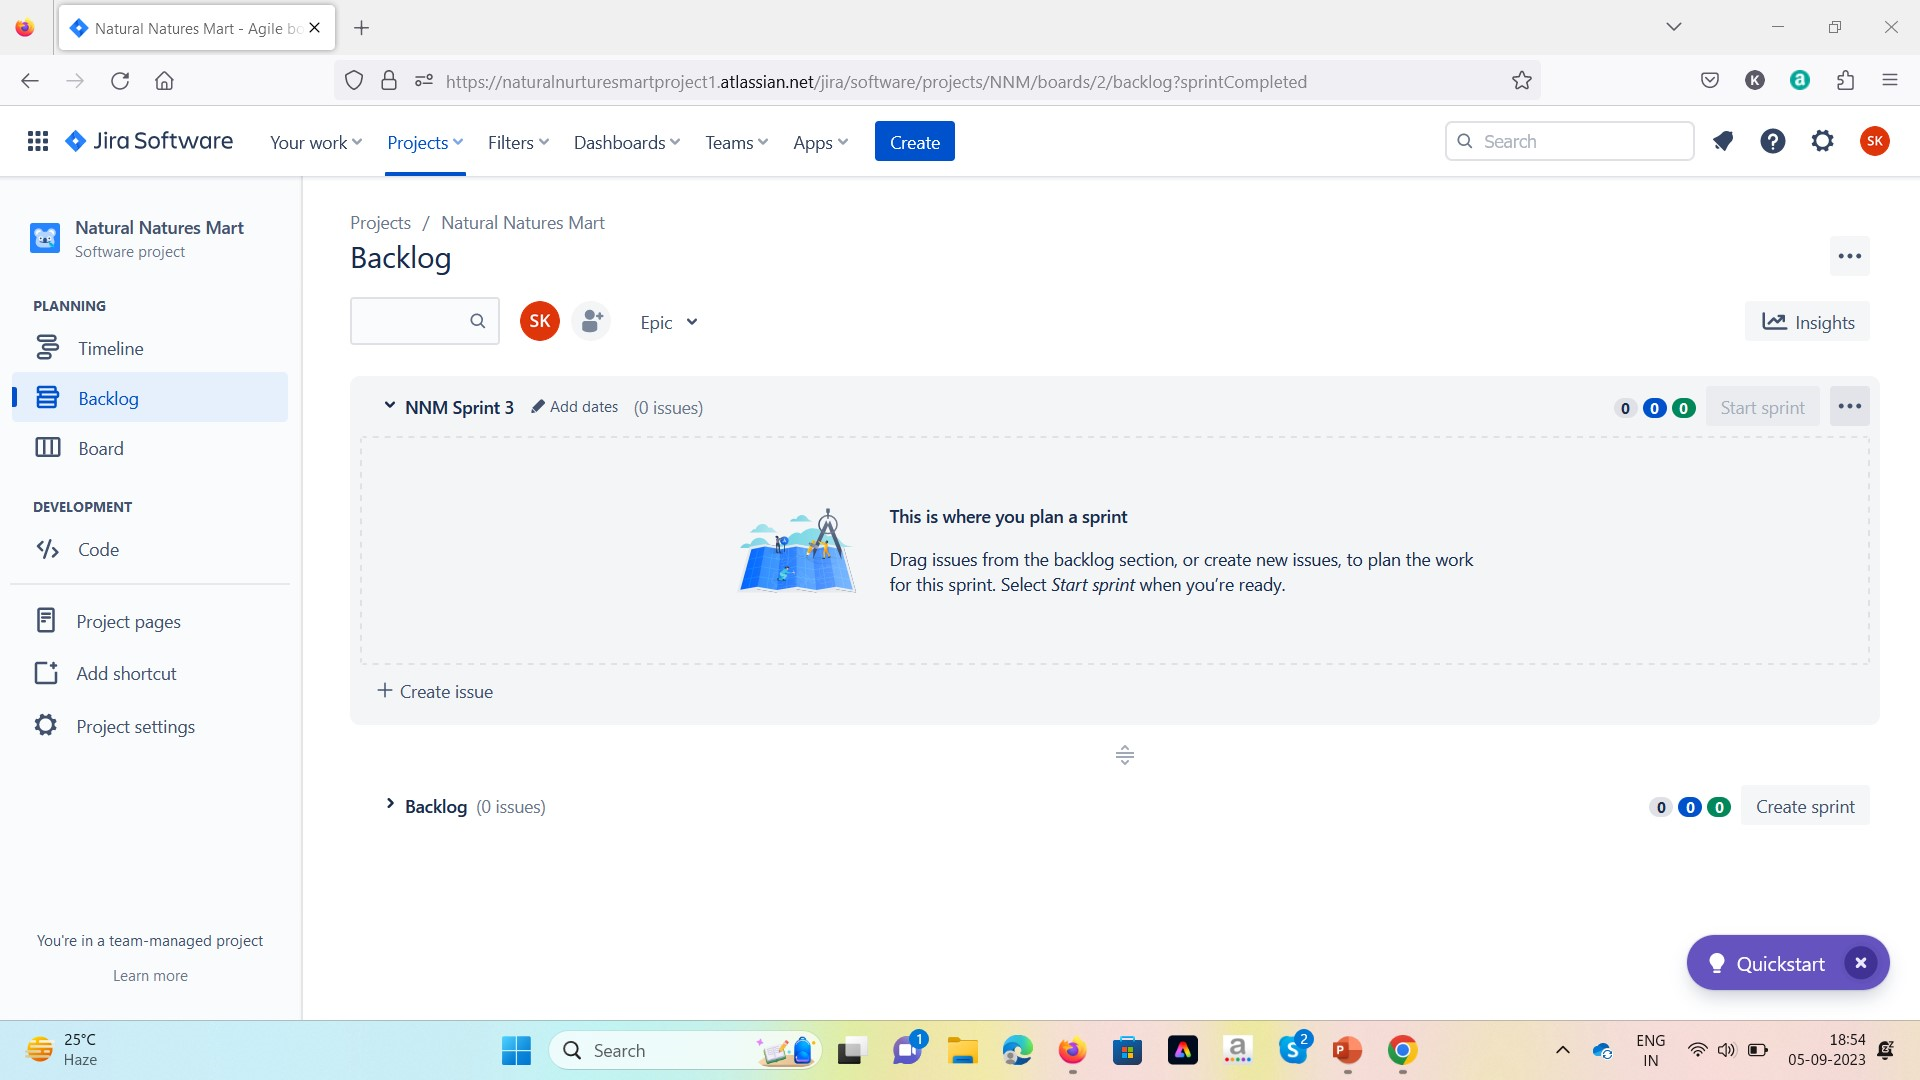 Natural Natures Mart - Agile bo
https://naturalnurturesmartproject1.atlassian.net/jira/software/projects/NNM/boards/2/backlog?sprintCompleted
K
a
Jira Software
Your work
Projects
Filters
Dashboards
Teams
Apps
Create
Search
?
SK
Natural Natures Mart
Software project
PLANNING
Timeline
Backlog
Board
DEVELOPMENT
Code
Project pages
Add shortcut
Project settings
You're in a team-managed project
Learn more
Projects / Natural Natures Mart
Backlog
SK
Epic
Insights
NNM Sprint 3 Add dates (0 issues)
0 0 0
Start sprint
This is where you plan a sprint
Drag issues from the backlog section, or create new issues, to plan the work
for this sprint. Select Start sprint when you're ready.
+ Create issue
Backlog (0 issues)
0 0 0
Create sprint
Quickstart
25°C
Haze
Search
1
a
S
2
P
ENG
IN
18:54
05-09-2023